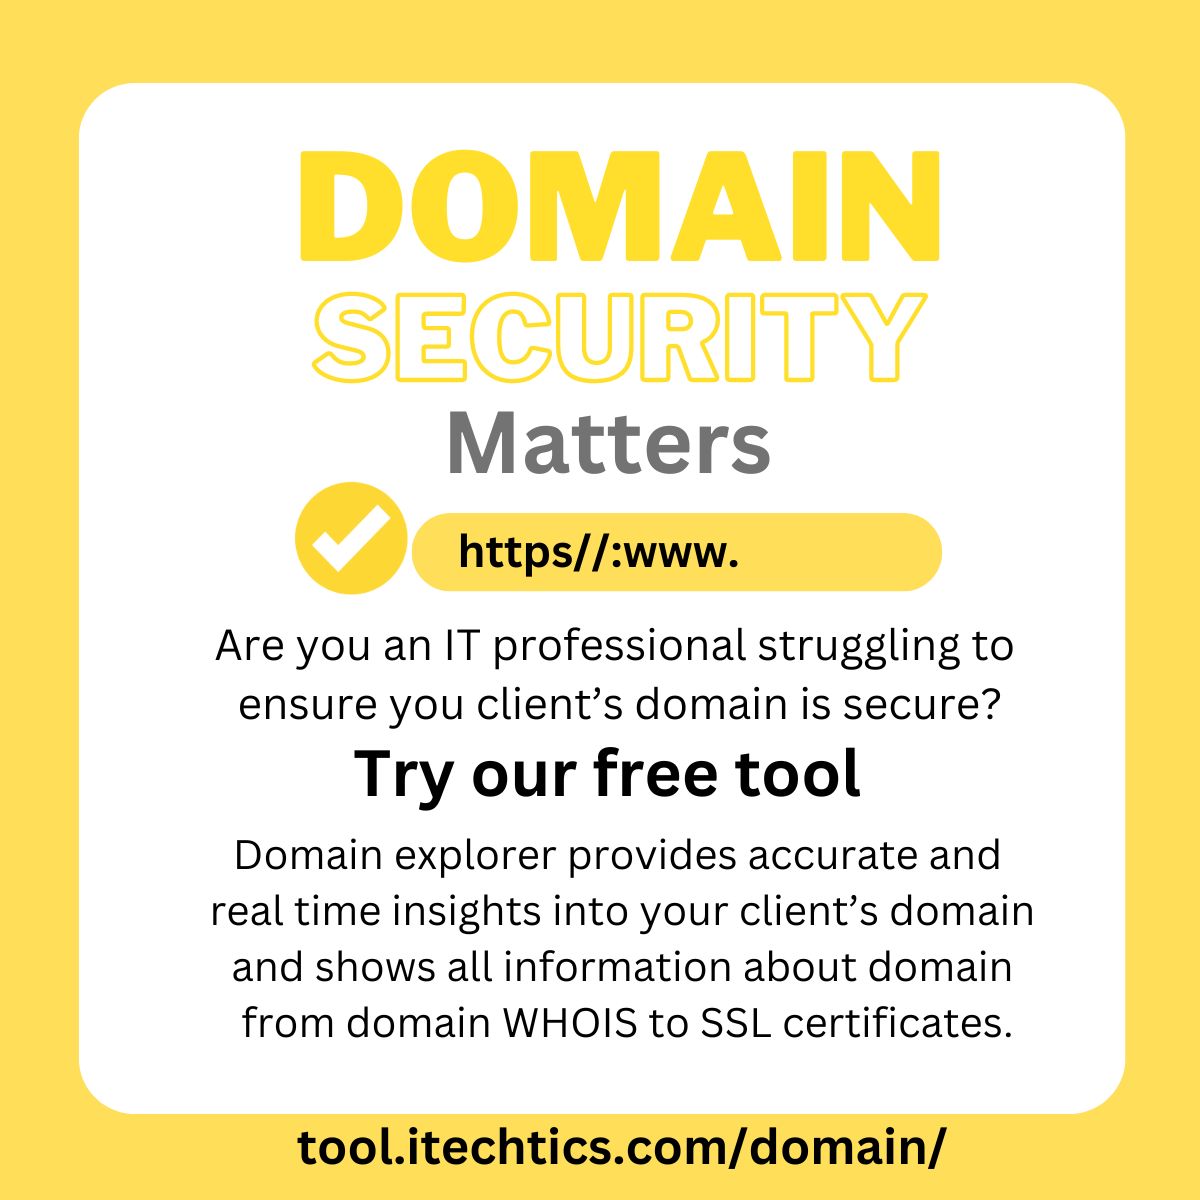 DOMAIN
SECURITY
Matters
https//:www.
Are you an IT professional struggling to
ensure you client’s domain is secure?
Try our free tool
Domain explorer provides accurate and
real time insights into your client’s domain
and shows all information about domain
from domain WHOIS to SSL certificates.
tool.itechtics.com/domain/